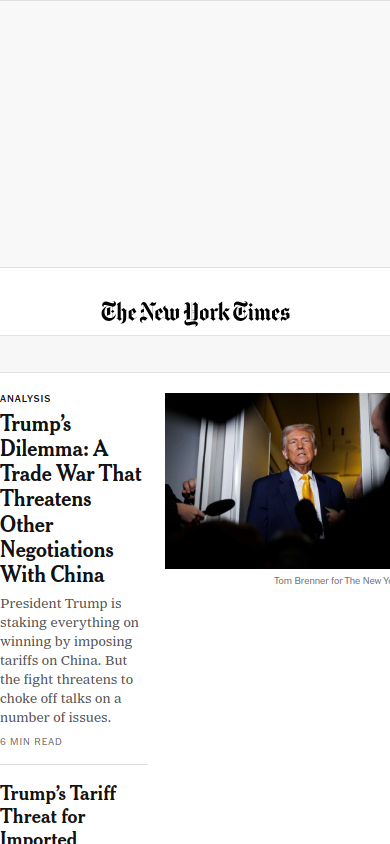 The New York Times
ANALYSIS
Trump’s
Dilemma: A
Trade War That
Threatens
Other
Negotiations
With China
President Trump is
staking everything on
winning by imposing
tariffs on China. But
the fight threatens to
choke off talks on a
number of issues.
6 MIN READ
Tom Brenner for The New
Trump’s Tariff
Threat for
Imported